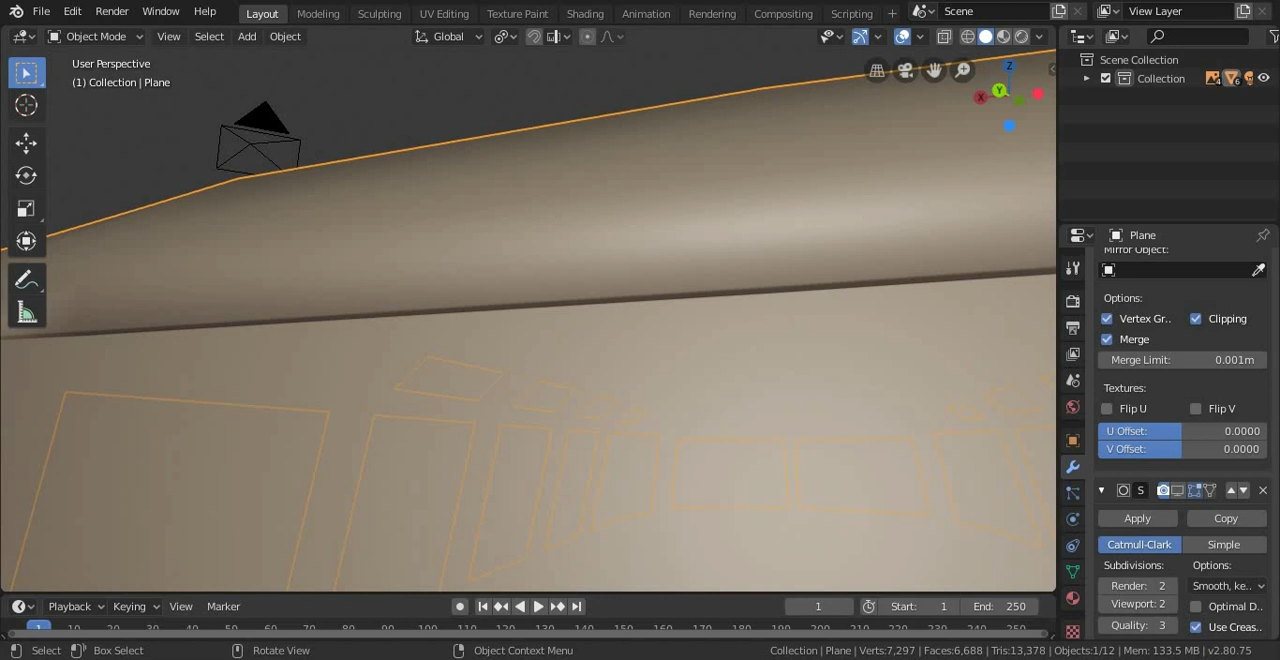 File Edit Render Window Help Layout Modeling Sculpting UV Editing Texture Paint Shading Animation Rendering Compositing Scripting + Scene View Layer
Object Mode View Select Add Object Global
User Perspective
(1) Collection | Plane
Z
Y
X
Scene Collection
Collection
4
6
Plane
Mirror Object:
Options:
Vertex Gr.. Clipping
Merge
Merge Limit: 0.001m
Textures:
Flip U Flip V
U Offset: 0.0000
V Offset: 0.0000
S
Apply Copy
Catmull-Clark Simple
Subdivisions: Options:
Render: 2 Smooth, ke..
Viewport: 2 Optimal D..
Quality: 3 Use Creas..
Playback Keying View Marker 1 Start: 1 End: 250
1 10 20 30 40 50 60 70 80 90 100 110 120 130 140 150 160 170 180 190 200 210 220 230 240 250
Select Box Select Rotate View Object Context Menu Collection | Plane | Verts:7,297 | Faces:6,688 | Tris:13,378 | Objects:1/12 | Mem: 133.5 MB | v2.80.75